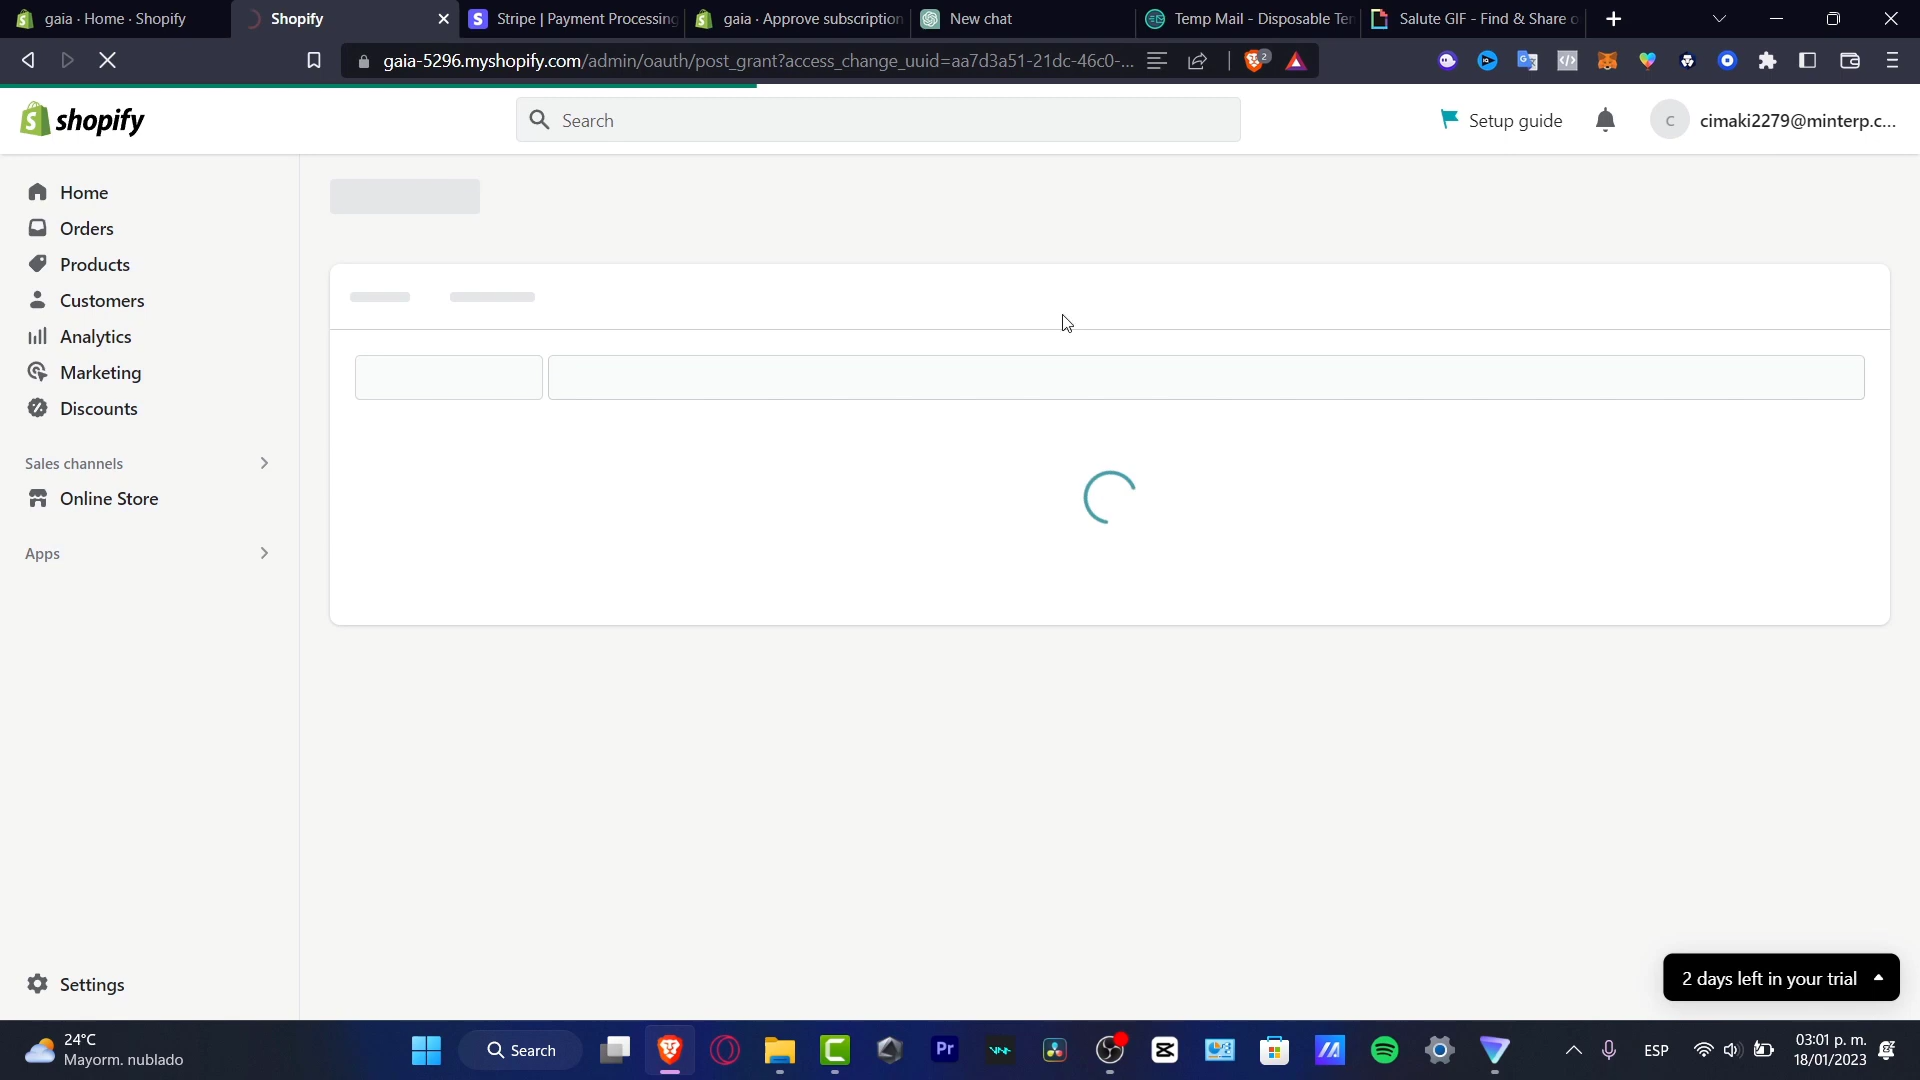 gaia · Home · Shopify
Shopify
Stripe | Payment Processing
gaia · Approve subscription
New chat
Temp Mail - Disposable Ten
Salute GIF - Find & Share o
gaia-5296.myshopify.com/admin/oauth/post_grant?access_change_uuid=aa7d3a51-21dc-46c0-...
2
shopify
Search
Setup guide
C
cimaki2279@minterp.c...
Home
Orders
Products
Customers
Analytics
Marketing
Discounts
Sales channels
Online Store
Apps
Settings
2 days left in your trial
24°C
Mayorm. nublado
Search
Pr
ESP
03:01 p. m.
18/01/2023